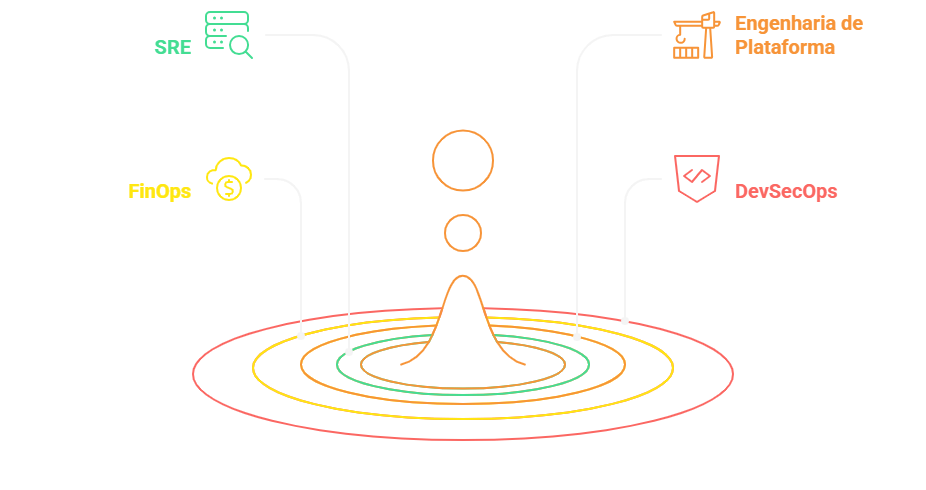 SRE
Engenharia de
Plataforma
FinOps
DevSecOps